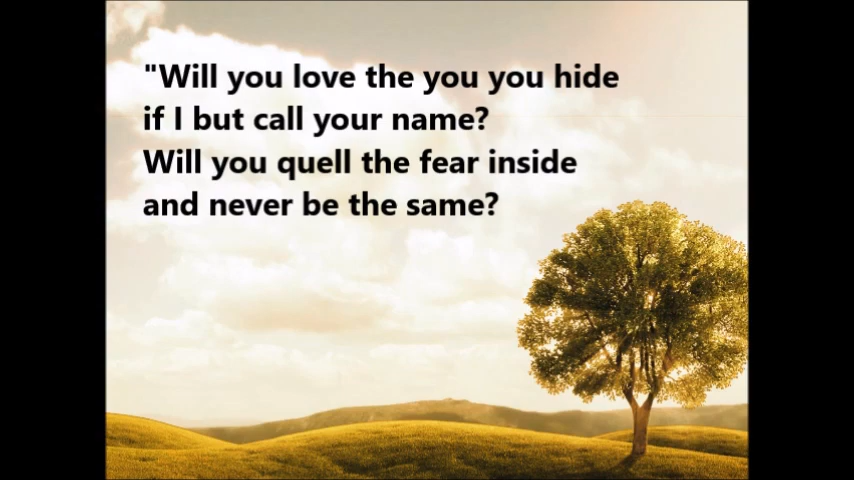 "Will you love the you you hide
if I but call your name?
Will you quell the fear inside
and never be the same?